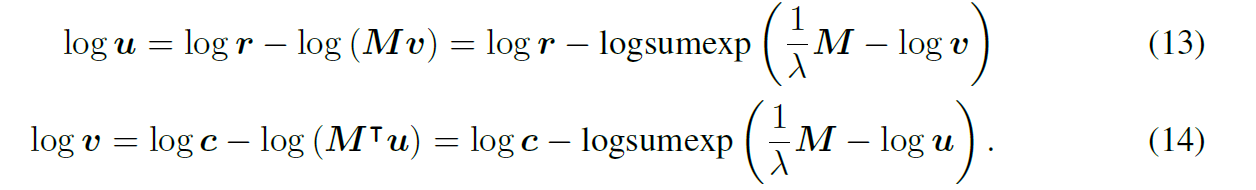 log u = log r − log (Mv) = log r − logsumexp (1/λ M − log v) (13)
log v = log c − log (M⊤u) = log c − logsumexp (1/λ M − log u) . (14)